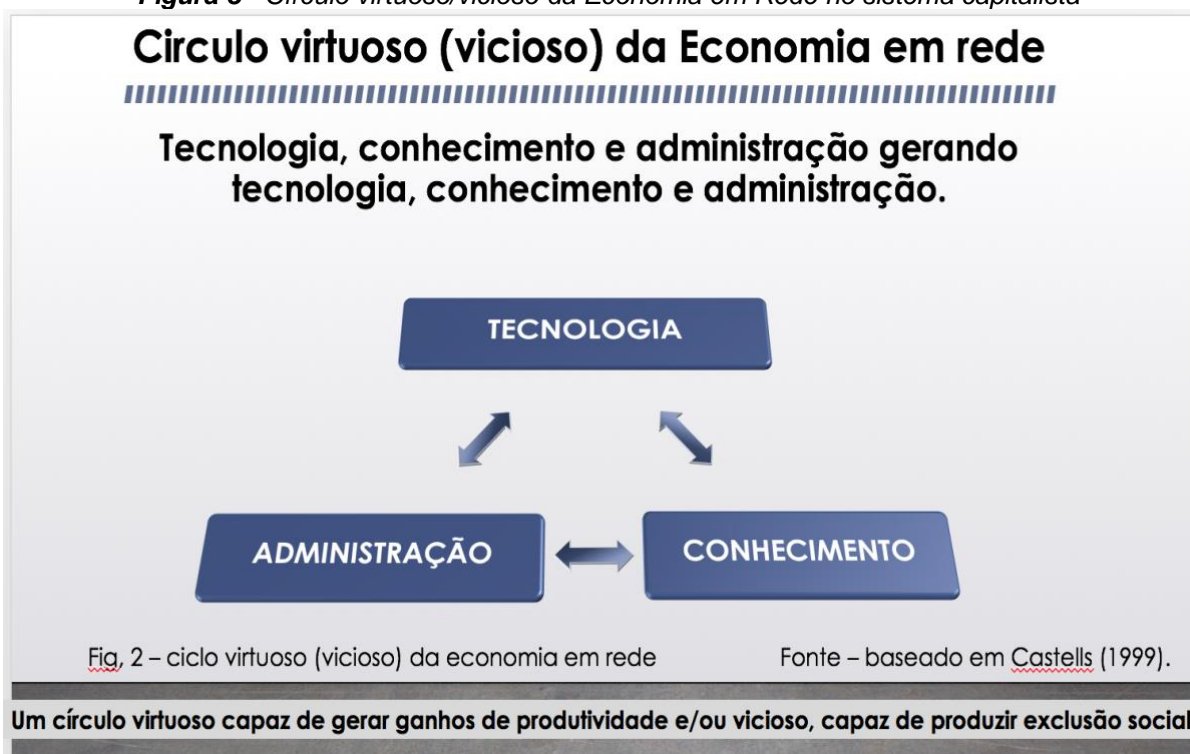 Figura 3 - Círculo virtuoso/vicioso da Economia em Rede no sistema capitalista
Circulo virtuoso (vicioso) da Economia em rede
Tecnologia, conhecimento e administração gerando
tecnologia, conhecimento e administração.
TECNOLOGIA
ADMINISTRAÇÃO
CONHECIMENTO
Fig, 2 – ciclo virtuoso (vicioso) da economia em rede
Fonte – baseado em Castells (1999).
Um círculo virtuoso capaz de gerar ganhos de produtividade e/ou vicioso, capaz de produzir exclusão social